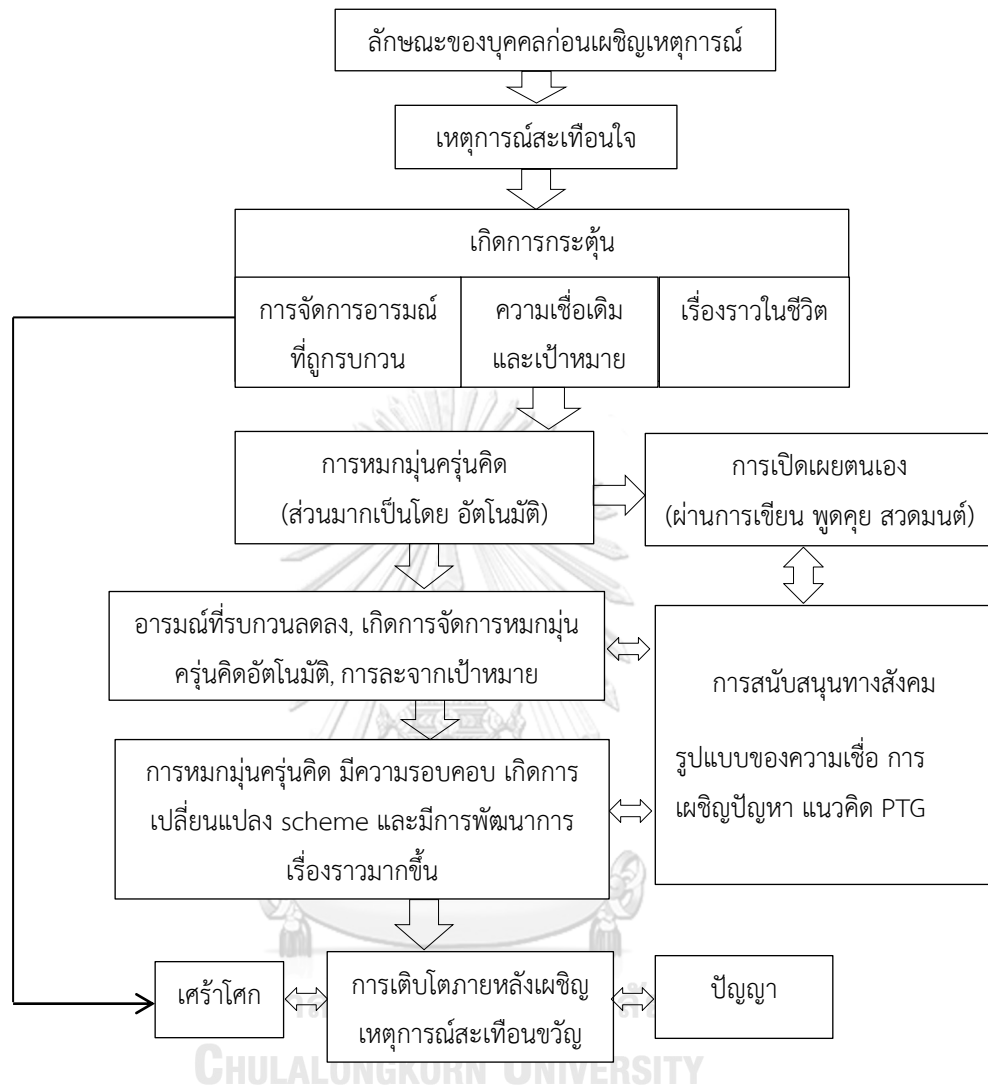 ลักษณะของบุคคลก่อนเผชิญเหตุการณ์
เหตุการณ์สะเทือนใจ
เกิดการกระตุ้น
การจัดการอารมณ์
ที่ถูกรบกวน
ความเชื่อเดิม
และเป้าหมาย
เรื่องราวในชีวิต
การหมกมุ่นครุ่นคิด
(ส่วนมากเป็นโดย อัตโนมัติ)
การเปิดเผยตนเอง
(ผ่านการเขียน พูดคุย สวดมนต์)
อารมณ์ที่รบกวนลดลง, เกิดการจัดการหมกมุ่น
ครุ่นคิดอัตโนมัติ, การละจากเป้าหมาย
การสนับสนุนทางสังคม
รูปแบบของความเชื่อ การ
เผชิญปัญหา แนวคิด PTG
การหมกมุ่นครุ่นคิด มีความรอบคอบ เกิดการ
เปลี่ยนแปลง scheme และมีการพัฒนาการ
เรื่องราวมากขึ้น
เศร้าโศก
การเติบโตภายหลังเผชิญ
เหตุการณ์สะเทือนขวัญ
ปัญญา
CHULALONGKORN UNIVERSITY